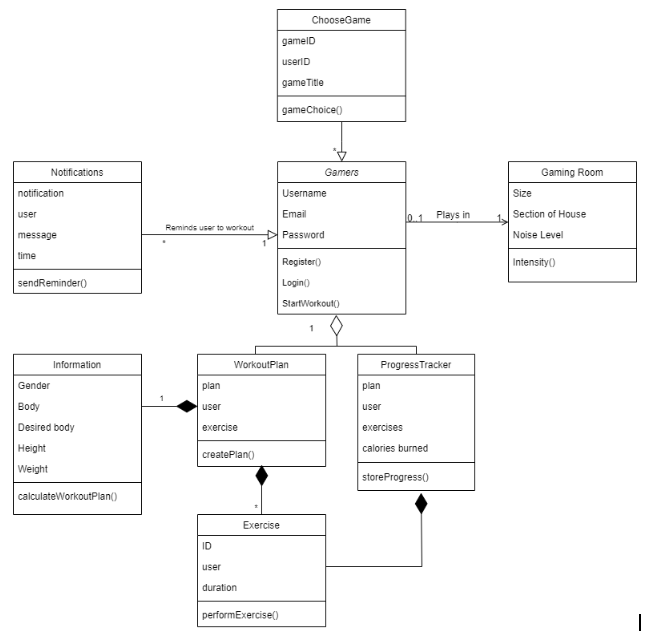 ChooseGame
gameID
userID
gameTitle
gameChoice()
*
Notifications
notification
user
message
time
sendReminder()
Reminds user to workout
*
1
Gamers
Username
Email
Password
Register()
Login()
StartWorkout()
0..1
Plays in
1
Gaming Room
Size
Section of House
Noise Level
Intensity()
1
Information
Gender
Body
Desired body
Height
Weight
calculateWorkoutPlan()
1
WorkoutPlan
plan
user
exercise
createPlan()
ProgressTracker
plan
user
exercises
calories burned
storeProgress()
*
Exercise
ID
user
duration
performExercise()